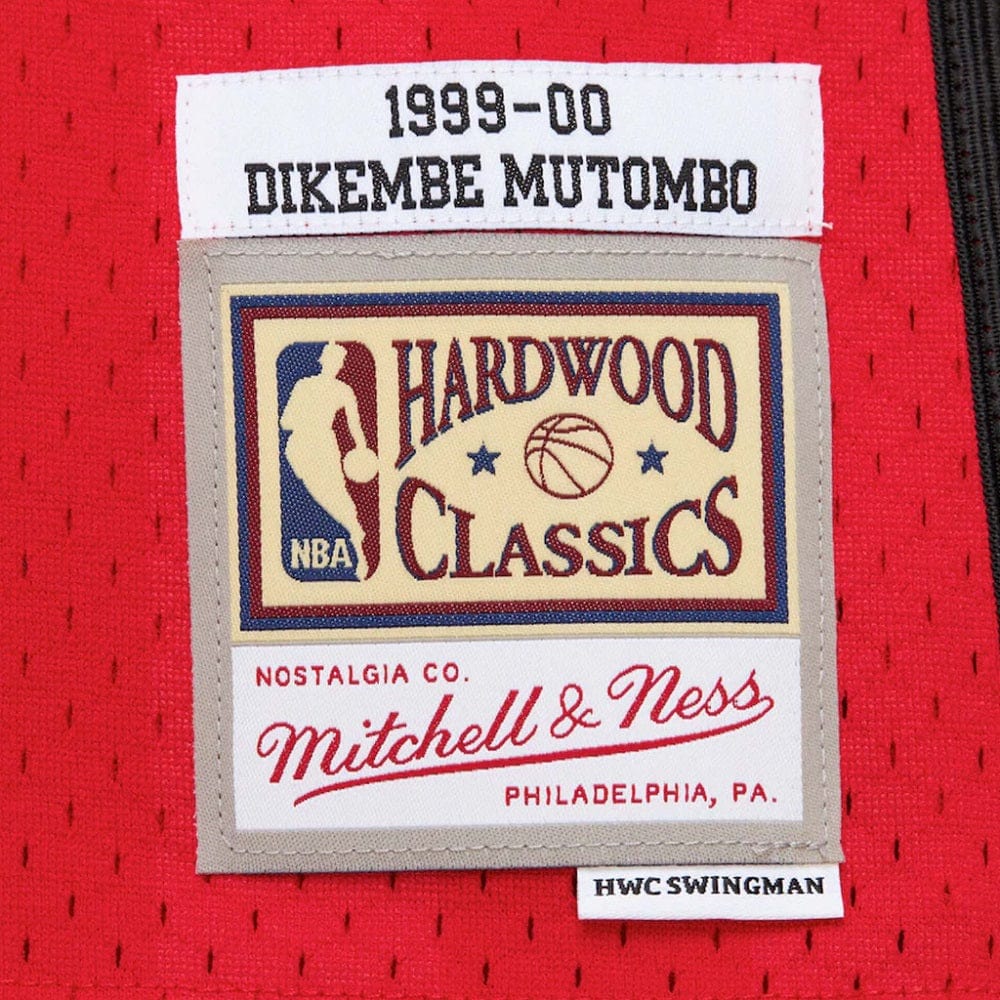 1999-00
DIKEMBE MUTOMBO
HARDWOOD
CLASSICS
NBA
NOSTALGIA CO.
Mitchell & Ness
PHILADELPHIA, PA.
HWC SWINGMAN